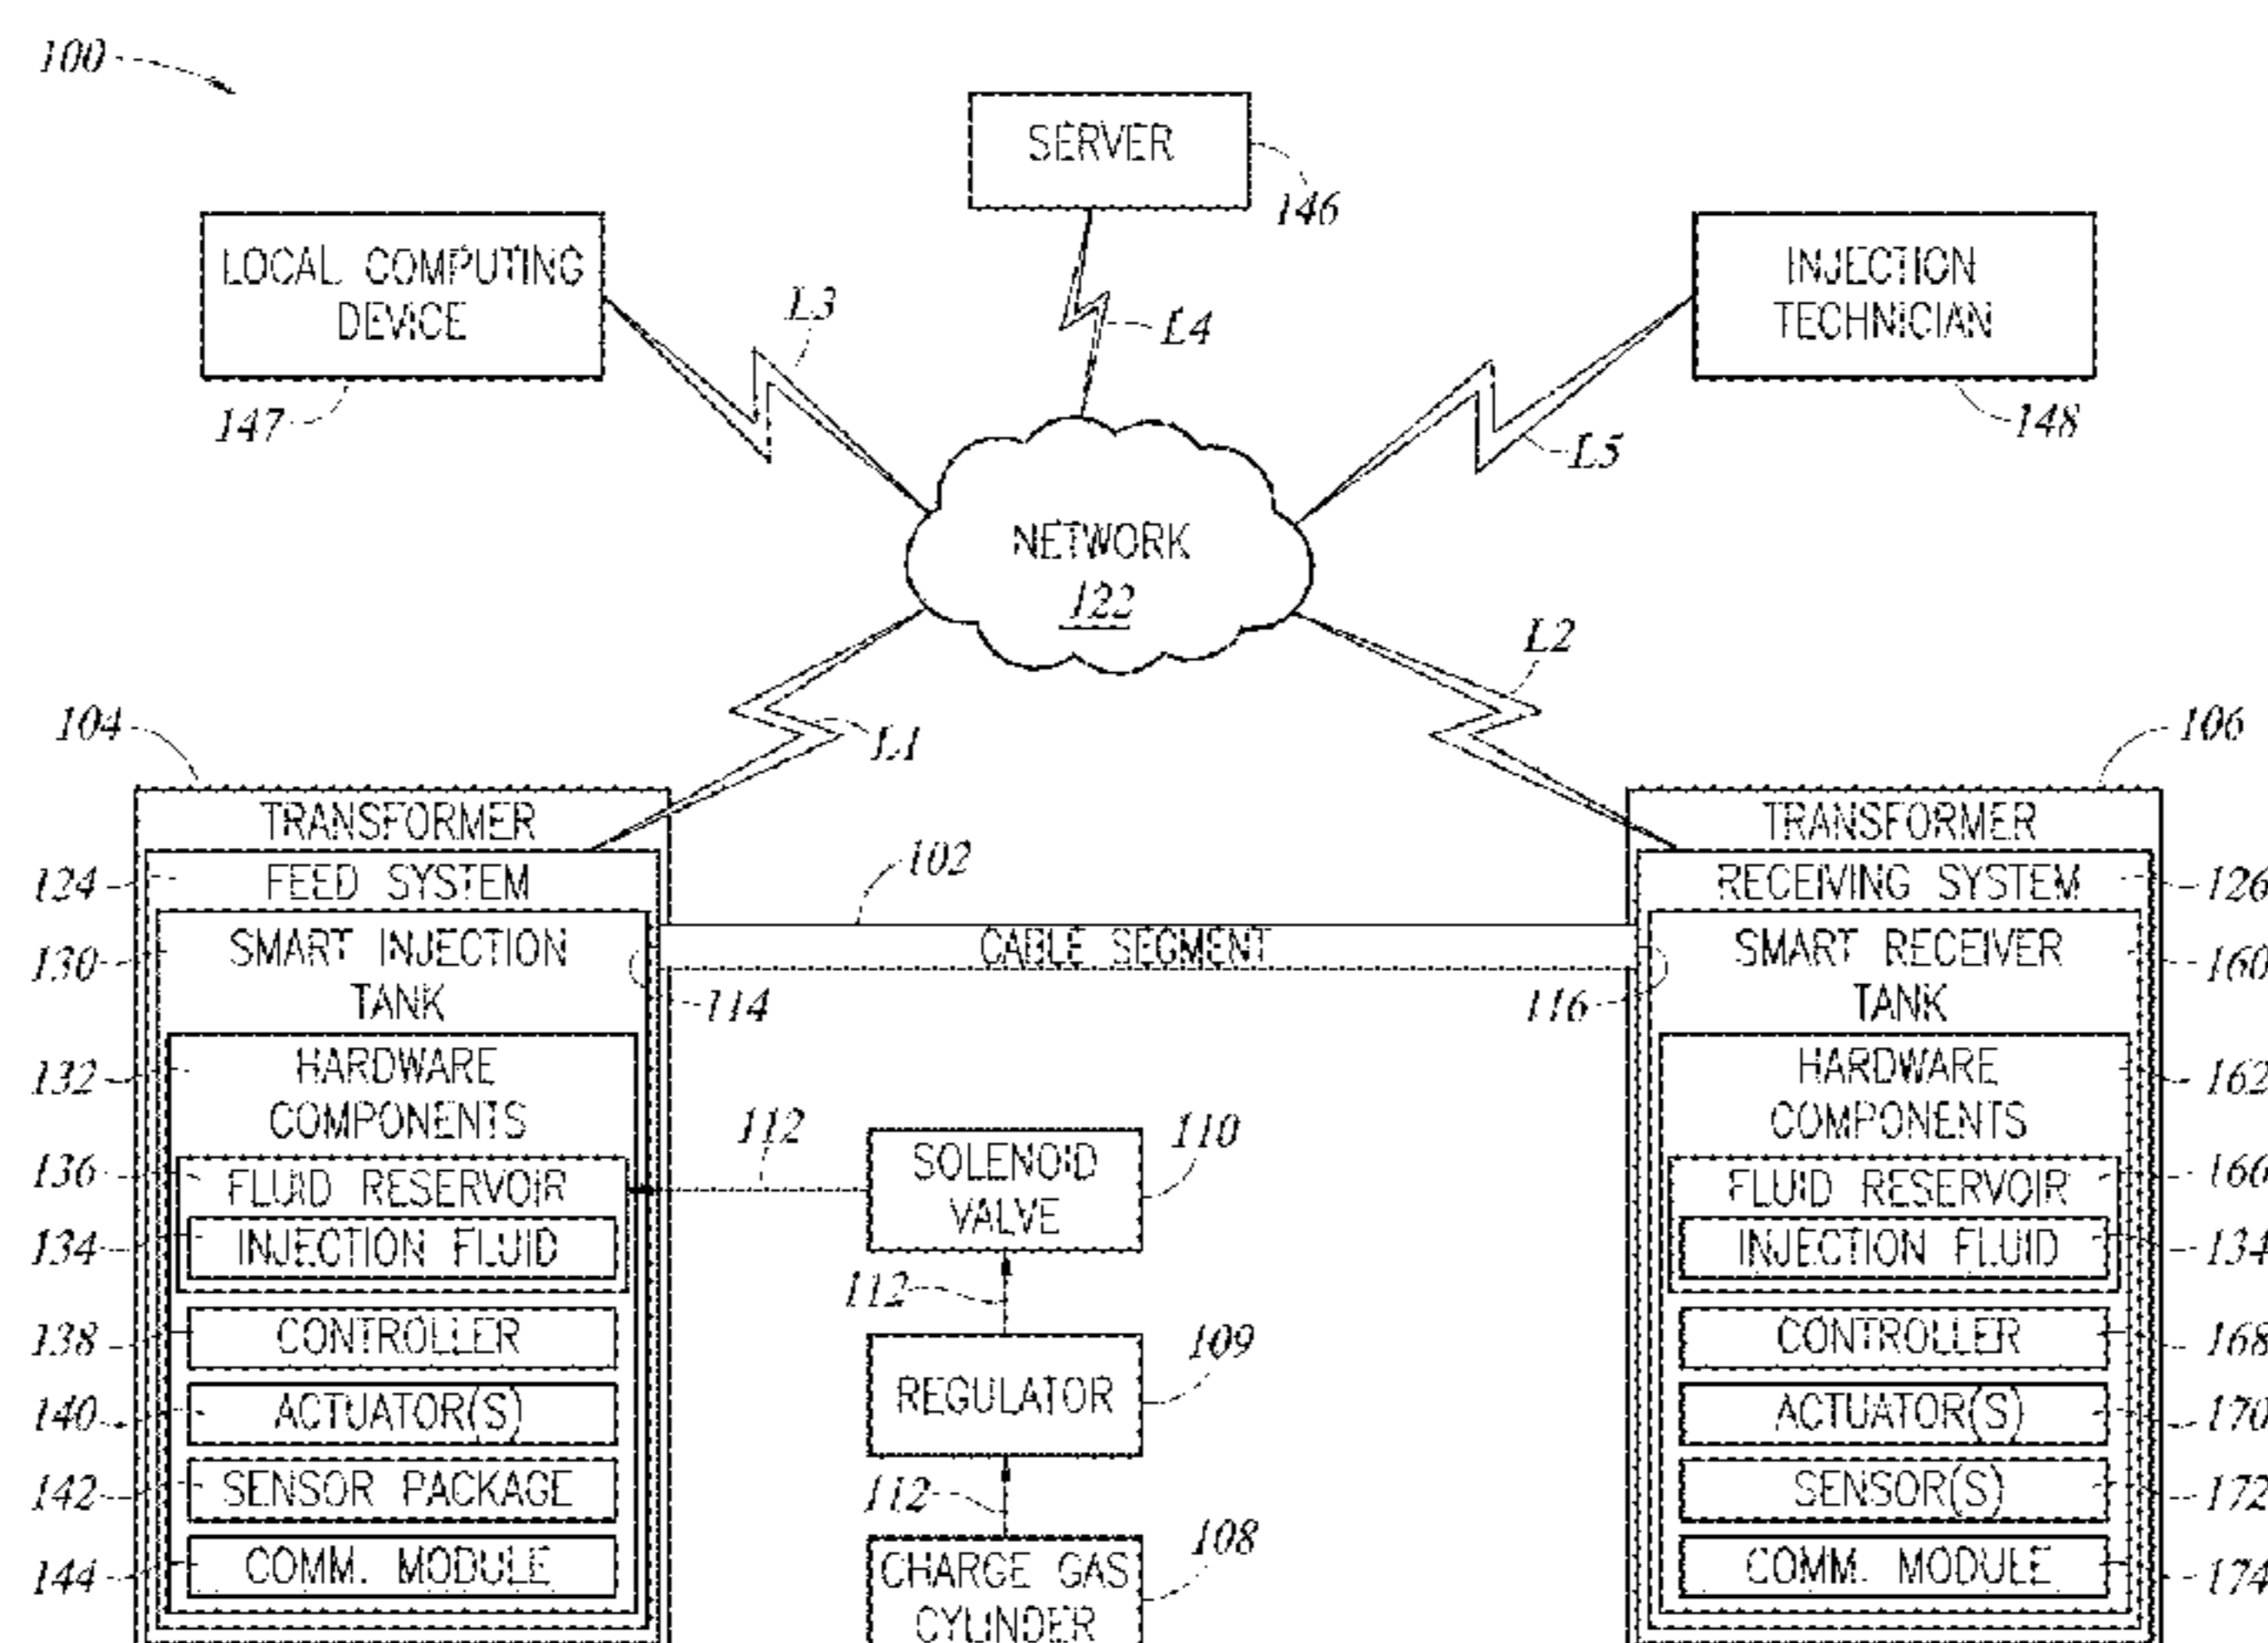 100
SERVER
146
LOCAL COMPUTING
DEVICE
147
L3
L4
INJECTION
TECHNICIAN
148
L5
NETWORK
122
L2
L1
104
TRANSFORMER
124
FEED SYSTEM
130
SMART INJECTION
TANK
132
HARDWARE
COMPONENTS
136
FLUID RESERVOIR
134
INJECTION FLUID
138
CONTROLLER
140
ACTUATOR(S)
142
SENSOR PACKAGE
144
COMM. MODULE
102
CABLE SEGMENT
114
116
112
SOLENOID
VALVE
110
112
REGULATOR
109
112
CHARGE GAS
CYLINDER
108
106
TRANSFORMER
RECEIVING SYSTEM
126
SMART RECEIVER
TANK
160
HARDWARE
COMPONENTS
162
FLUID RESERVOIR
166
INJECTION FLUID
134
CONTROLLER
168
ACTUATOR(S)
170
SENSOR(S)
172
COMM. MODULE
174